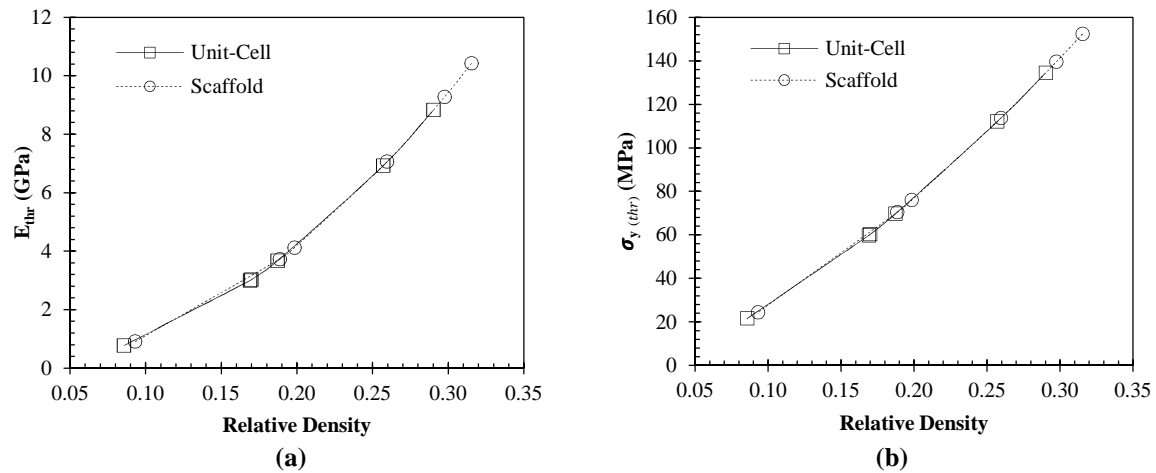 12
10
8
6
4
2
0
E_thr (GPa)
Unit-Cell
Scaffold
0.05 0.10 0.15 0.20 0.25 0.30 0.35
Relative Density
(a)
160
140
120
100
80
60
40
20
0
σ_y (thr) (MPa)
Unit-Cell
Scaffold
0.05 0.10 0.15 0.20 0.25 0.30 0.35
Relative Density
(b)